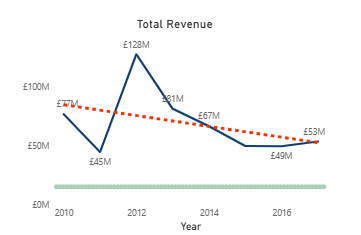 Total Revenue
£128M
£100M
£77M
£81M
£67M
£53M
£50M
£45M
£49M
£0M
2010 2012 2014 2016
Year